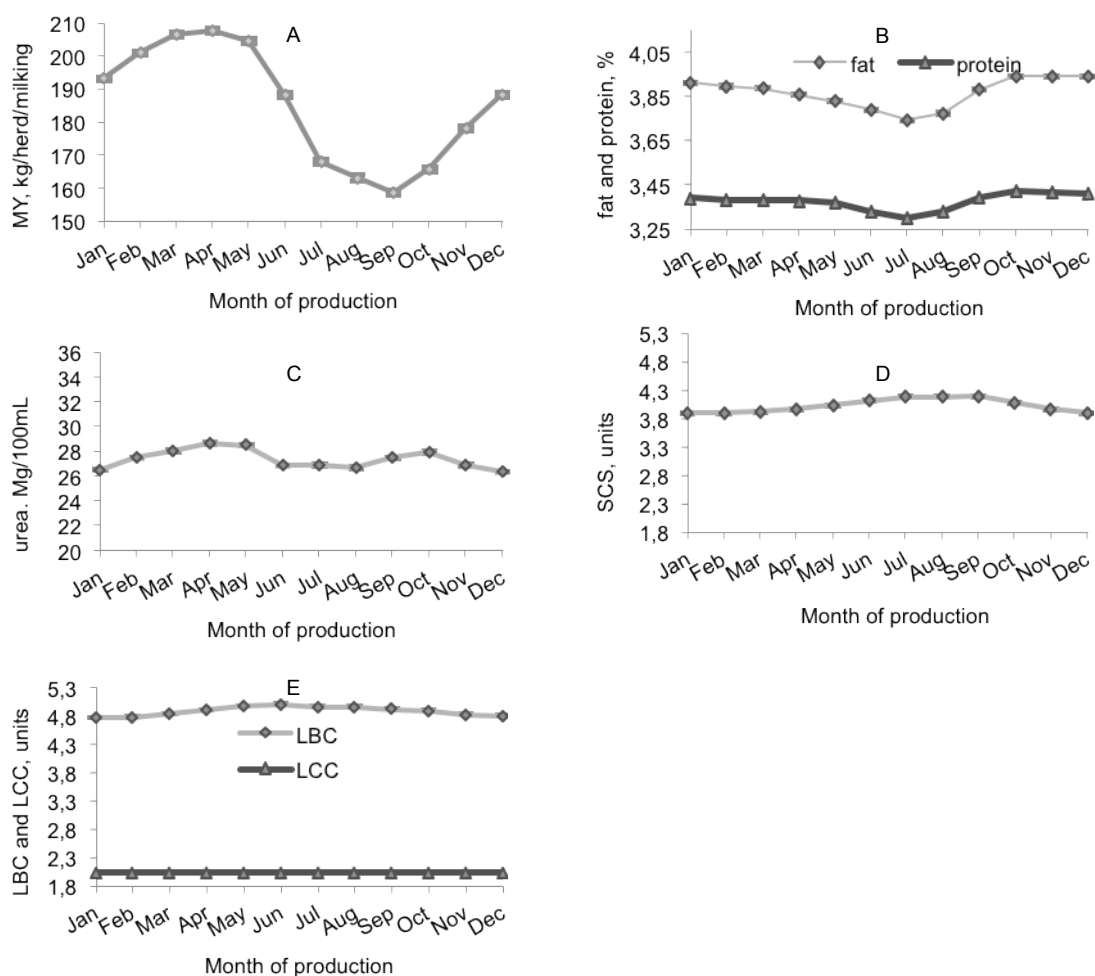 A
MY, kg/herd/milking
210
200
190
180
170
160
150
Jan Feb Mar Apr May Jun Jul Aug Sep Oct Nov Dec
Month of production
B
fat and protein, %
fat protein
4,05
3,85
3,65
3,45
3,25
Jan Feb Mar Apr May Jun Jul Aug Sep Oct Nov Dec
Month of production
C
urea. Mg/100mL
36
34
32
30
28
26
24
22
20
Jan Feb Mar Apr May Jun Jul Aug Sep Oct Nov Dec
Month of production
D
SCS, units
5,3
4,8
4,3
3,8
3,3
2,8
2,3
1,8
Jan Feb Mar Apr May Jun Jul Aug Sep Oct Nov Dec
Month of production
E
LBC and LCC, units
5,3
4,8
4,3
3,8
3,3
2,8
2,3
1,8
LBC
LCC
Jan Feb Mar Apr May Jun Jul Aug Sep Oct Nov Dec
Month of production